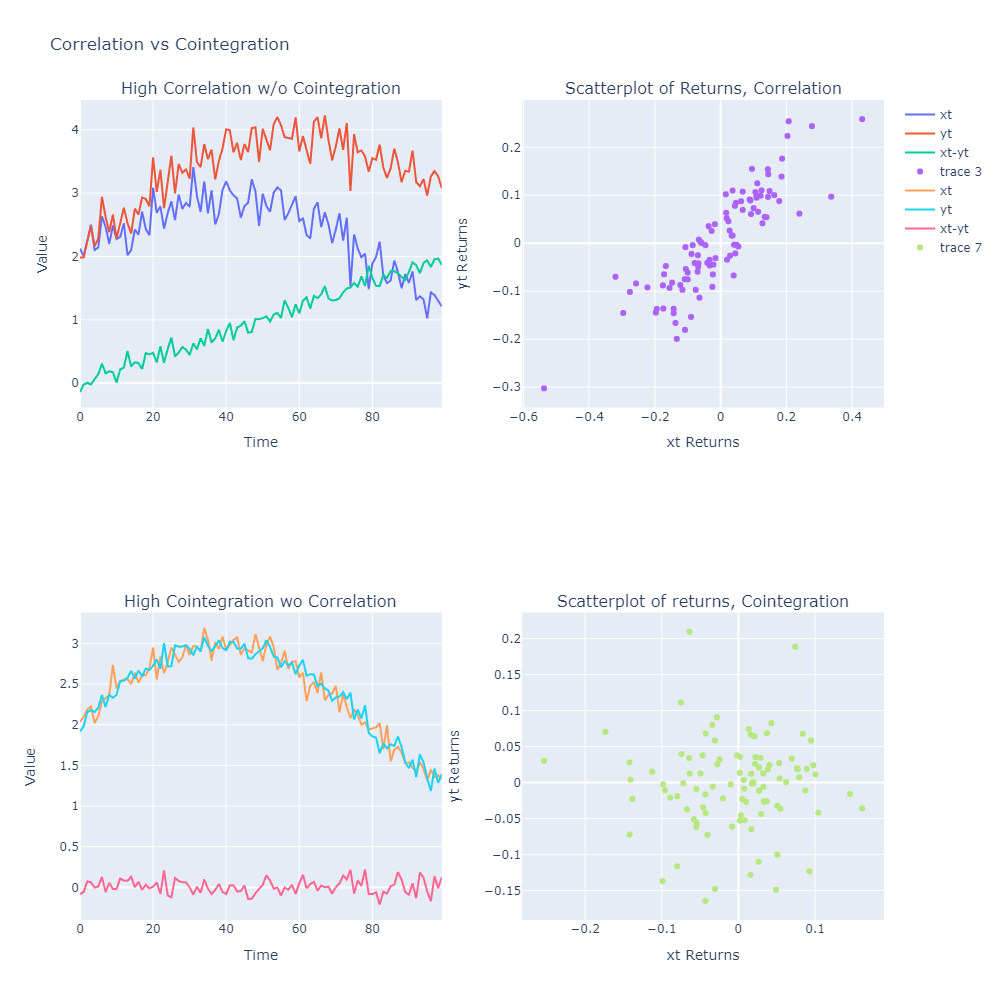 Correlation vs Cointegration
High Correlation w/o Cointegration
Value
4
3
2
1
0
0 20 40 60 80
Time
Scatterplot of Returns, Correlation
yt Returns
0.2
0.1
0
−0.1
−0.2
−0.3
−0.6 −0.4 −0.2 0 0.2 0.4
xt Returns
xt
yt
xt-yt
trace 3
xt
yt
xt-yt
trace 7
High Cointegration wo Correlation
Value
3
2.5
2
1.5
1
0.5
0
0 20 40 60 80
Time
Scatterplot of returns, Cointegration
yt Returns
0.2
0.15
0.1
0.05
0
−0.05
−0.1
−0.15
−0.2 −0.1 0 0.1
xt Returns